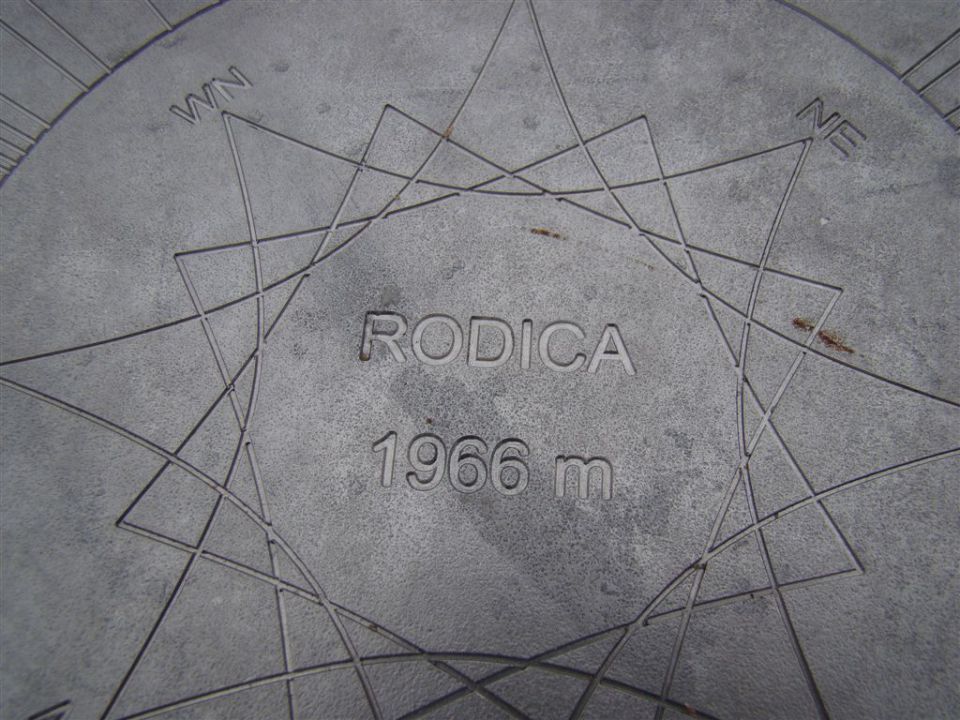 WN
NE
RODICA
1966 m